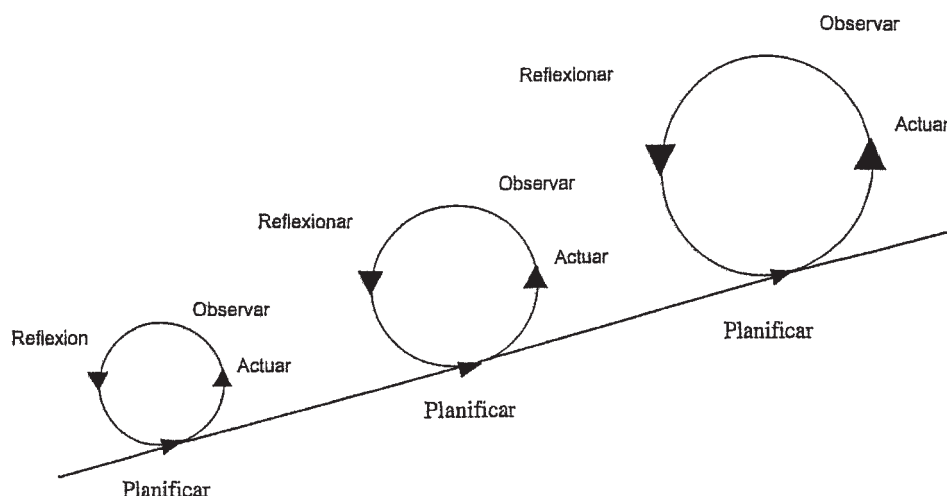 Observar
Reflexionar
Actuar
Observar
Reflexionar
Actuar
Planificar
Observar
Reflexion
Actuar
Planificar
Planificar